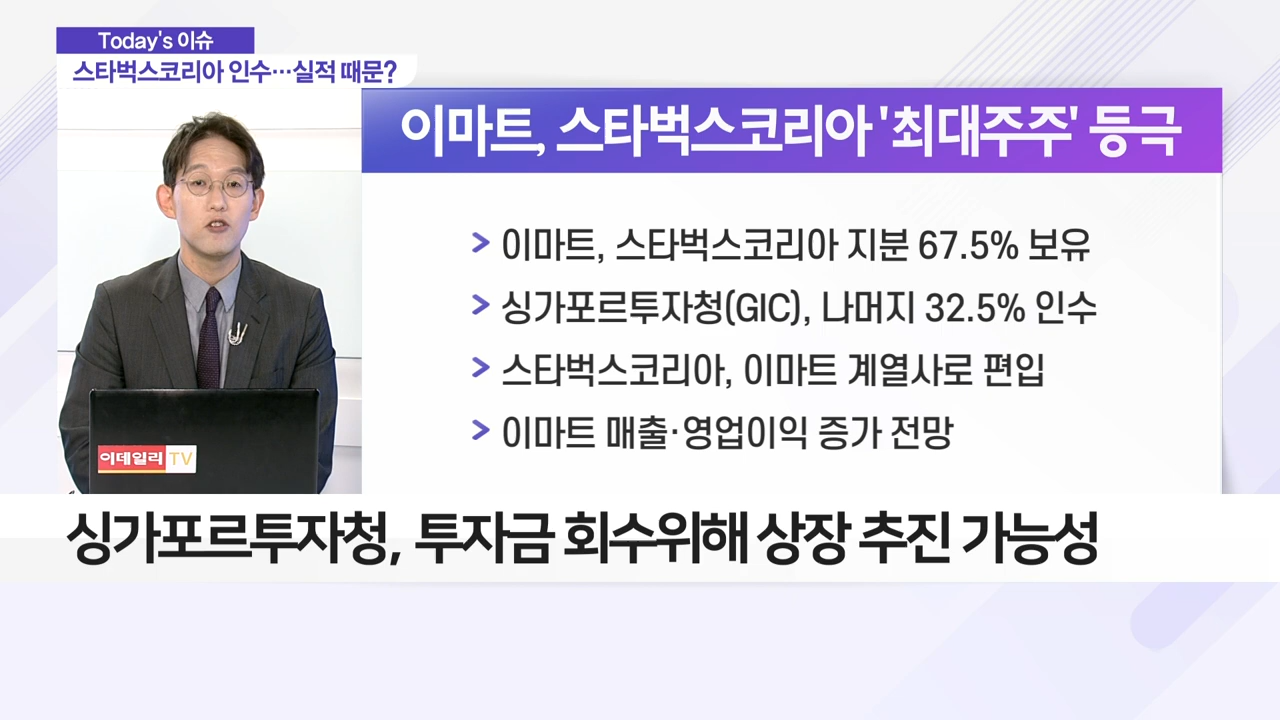 Today's 이슈
스타벅스코리아 인수…실적 때문?
이마트, 스타벅스코리아 '최대주주' 등극
> 이마트, 스타벅스코리아 지분 67.5% 보유
> 싱가포르투자청(GIC), 나머지 32.5% 인수
> 스타벅스코리아, 이마트 계열사로 편입
> 이마트 매출·영업이익 증가 전망
이데일리 TV
싱가포르투자청, 투자금 회수위해 상장 추진 가능성